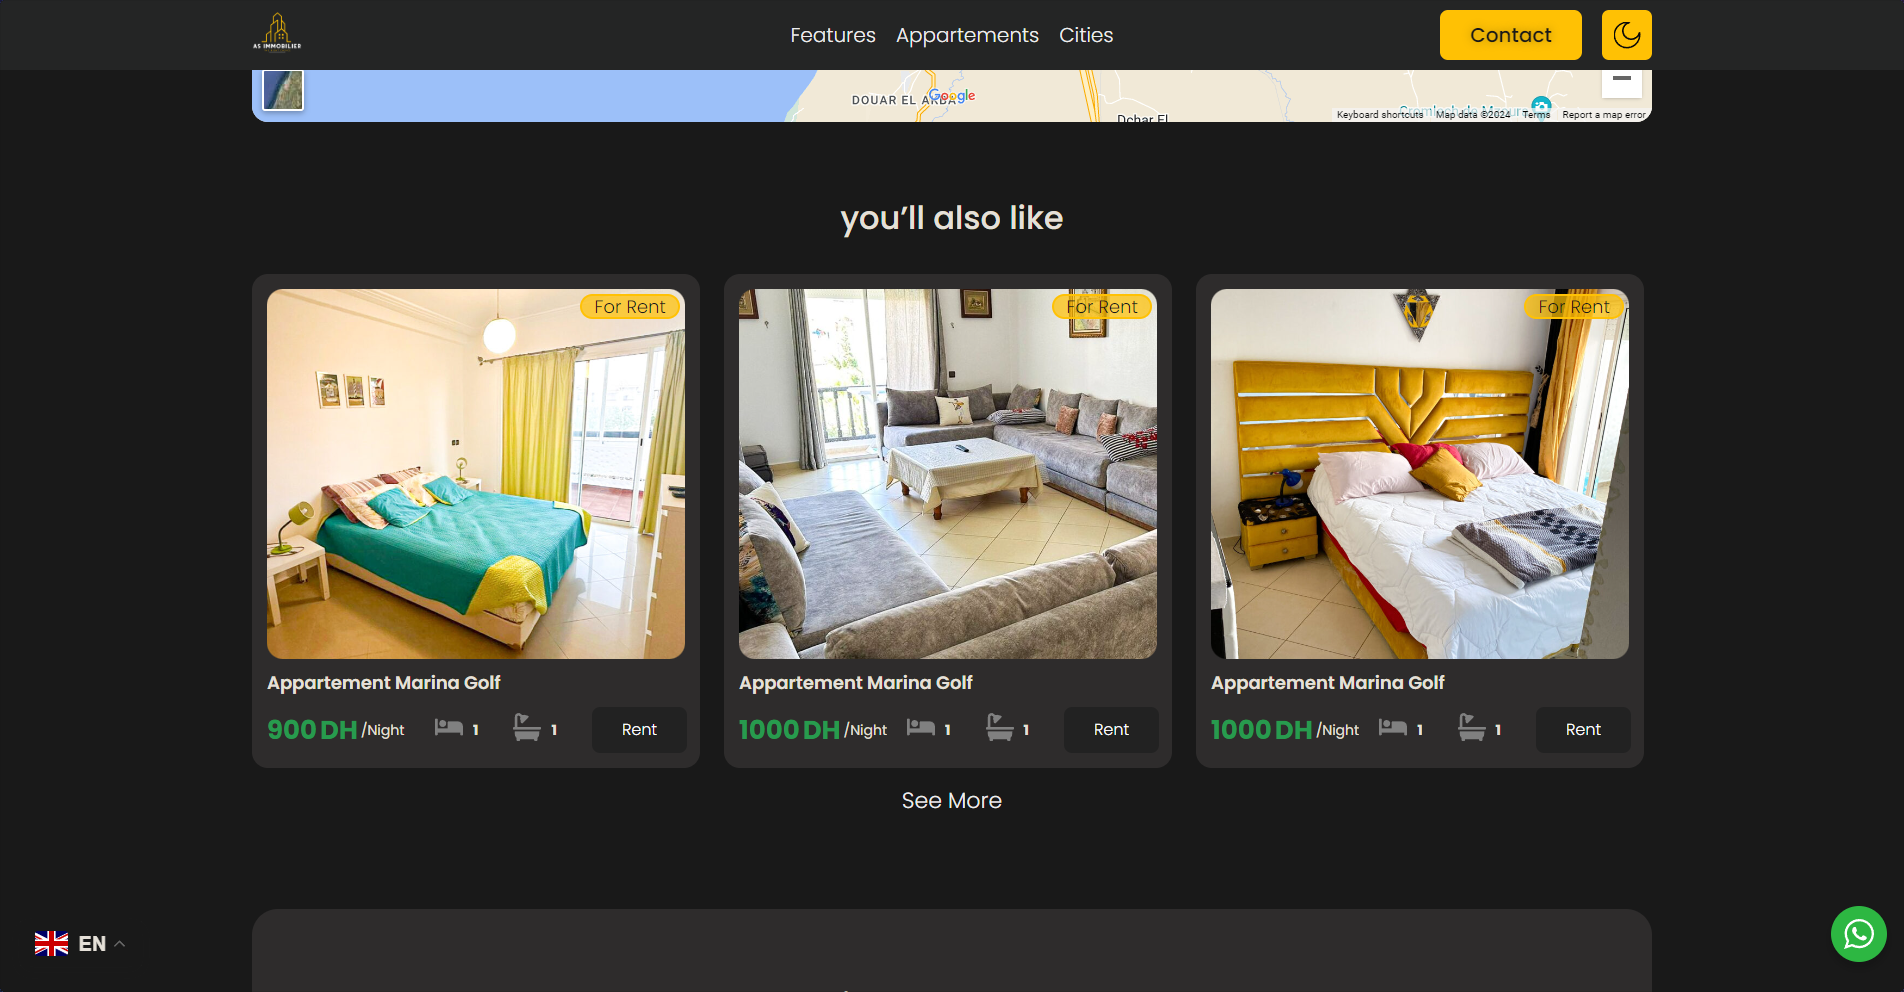 AS IMMOBILIER
Features Appartements Cities
Contact
DOUAR EL ARBA
Google
Dchar El
Keyboard shortcuts Map data ©2024 Terms Report a map error
you’ll also like
For Rent
For Rent
For Rent
Appartement Marina Golf
900 DH /Night 1 1 Rent
Appartement Marina Golf
1000 DH /Night 1 1 Rent
Appartement Marina Golf
1000 DH /Night 1 1 Rent
See More
EN